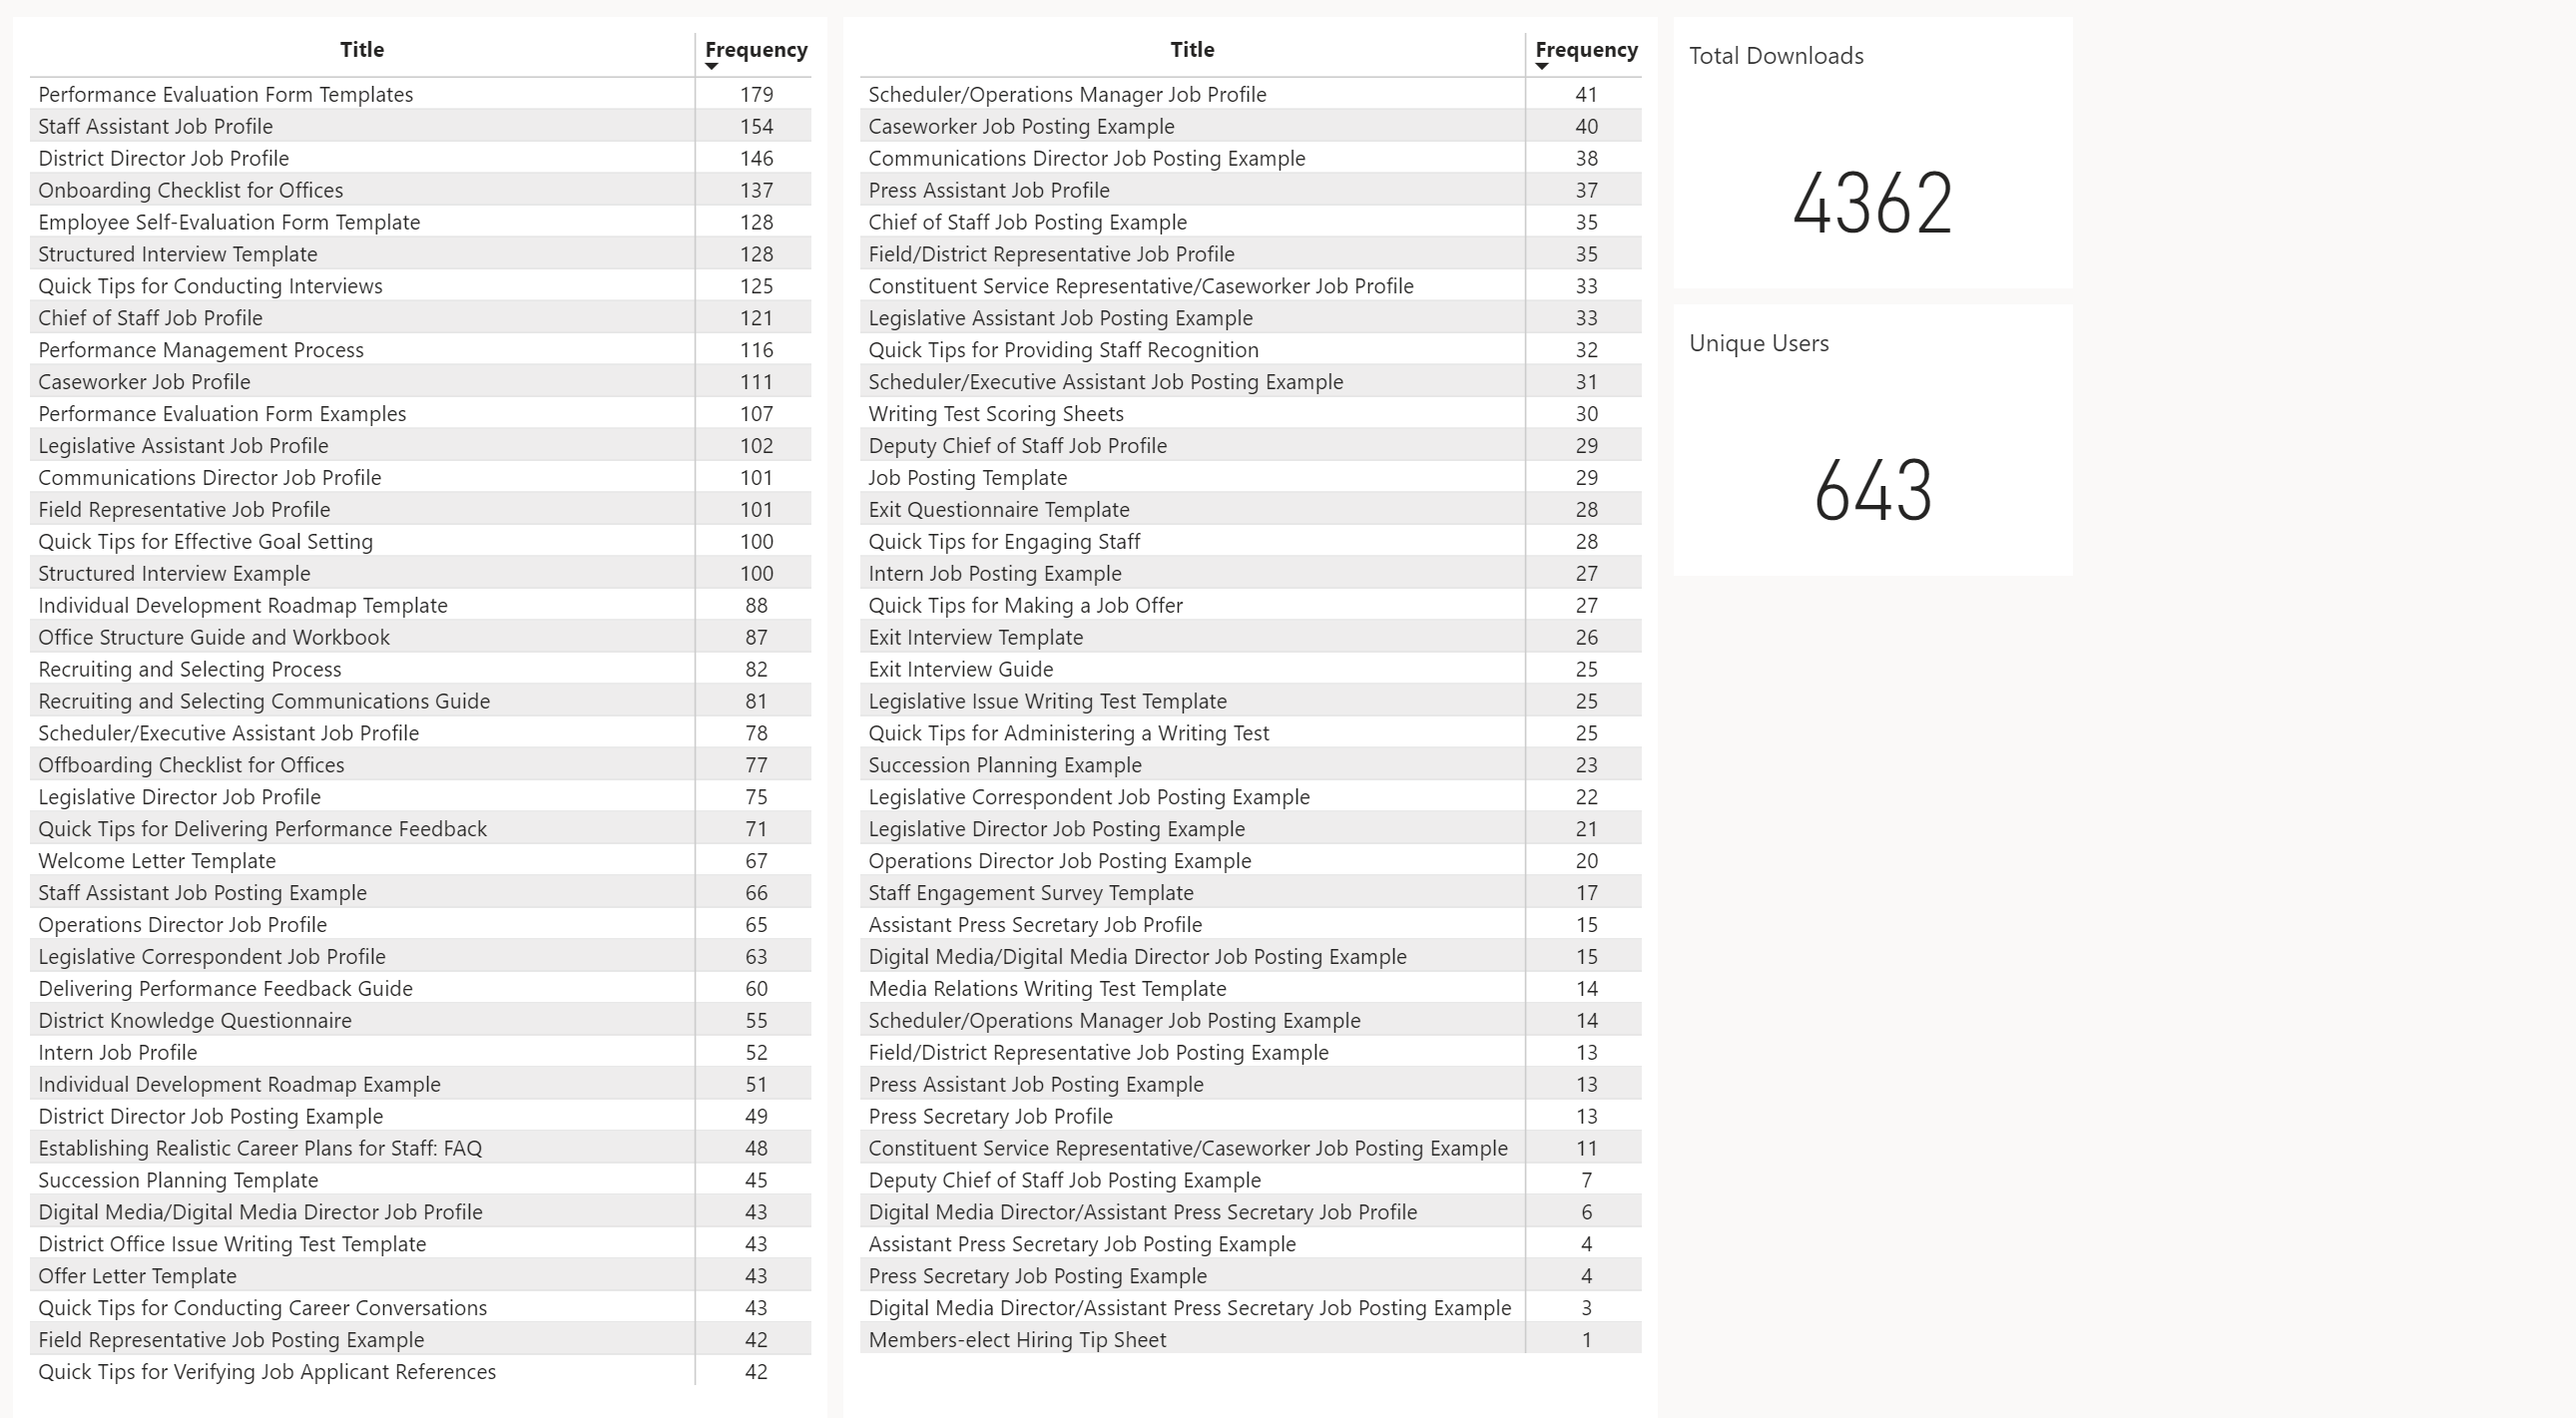 Title Frequency
Performance Evaluation Form Templates 179
Staff Assistant Job Profile 154
District Director Job Profile 146
Onboarding Checklist for Offices 137
Employee Self-Evaluation Form Template 128
Structured Interview Template 128
Quick Tips for Conducting Interviews 125
Chief of Staff Job Profile 121
Performance Management Process 116
Caseworker Job Profile 111
Performance Evaluation Form Examples 107
Legislative Assistant Job Profile 102
Communications Director Job Profile 101
Field Representative Job Profile 101
Quick Tips for Effective Goal Setting 100
Structured Interview Example 100
Individual Development Roadmap Template 88
Office Structure Guide and Workbook 87
Recruiting and Selecting Process 82
Recruiting and Selecting Communications Guide 81
Scheduler/Executive Assistant Job Profile 78
Offboarding Checklist for Offices 77
Legislative Director Job Profile 75
Quick Tips for Delivering Performance Feedback 71
Welcome Letter Template 67
Staff Assistant Job Posting Example 66
Operations Director Job Profile 65
Legislative Correspondent Job Profile 63
Delivering Performance Feedback Guide 60
District Knowledge Questionnaire 55
Intern Job Profile 52
Individual Development Roadmap Example 51
District Director Job Posting Example 49
Establishing Realistic Career Plans for Staff: FAQ 48
Succession Planning Template 45
Digital Media/Digital Media Director Job Profile 43
District Office Issue Writing Test Template 43
Offer Letter Template 43
Quick Tips for Conducting Career Conversations 43
Field Representative Job Posting Example 42
Quick Tips for Verifying Job Applicant References 42
Title Frequency
Scheduler/Operations Manager Job Profile 41
Caseworker Job Posting Example 40
Communications Director Job Posting Example 38
Press Assistant Job Profile 37
Chief of Staff Job Posting Example 35
Field/District Representative Job Profile 35
Constituent Service Representative/Caseworker Job Profile 33
Legislative Assistant Job Posting Example 33
Quick Tips for Providing Staff Recognition 32
Scheduler/Executive Assistant Job Posting Example 31
Writing Test Scoring Sheets 30
Deputy Chief of Staff Job Profile 29
Job Posting Template 29
Exit Questionnaire Template 28
Quick Tips for Engaging Staff 28
Intern Job Posting Example 27
Quick Tips for Making a Job Offer 27
Exit Interview Template 26
Exit Interview Guide 25
Legislative Issue Writing Test Template 25
Quick Tips for Administering a Writing Test 25
Succession Planning Example 23
Legislative Correspondent Job Posting Example 22
Legislative Director Job Posting Example 21
Operations Director Job Posting Example 20
Staff Engagement Survey Template 17
Assistant Press Secretary Job Profile 15
Digital Media/Digital Media Director Job Posting Example 15
Media Relations Writing Test Template 14
Scheduler/Operations Manager Job Posting Example 14
Field/District Representative Job Posting Example 13
Press Assistant Job Posting Example 13
Press Secretary Job Profile 13
Constituent Service Representative/Caseworker Job Posting Example 11
Deputy Chief of Staff Job Posting Example 7
Digital Media Director/Assistant Press Secretary Job Profile 6
Assistant Press Secretary Job Posting Example 4
Press Secretary Job Posting Example 4
Digital Media Director/Assistant Press Secretary Job Posting Example 3
Members-elect Hiring Tip Sheet 1
Total Downloads
4362
Unique Users
643